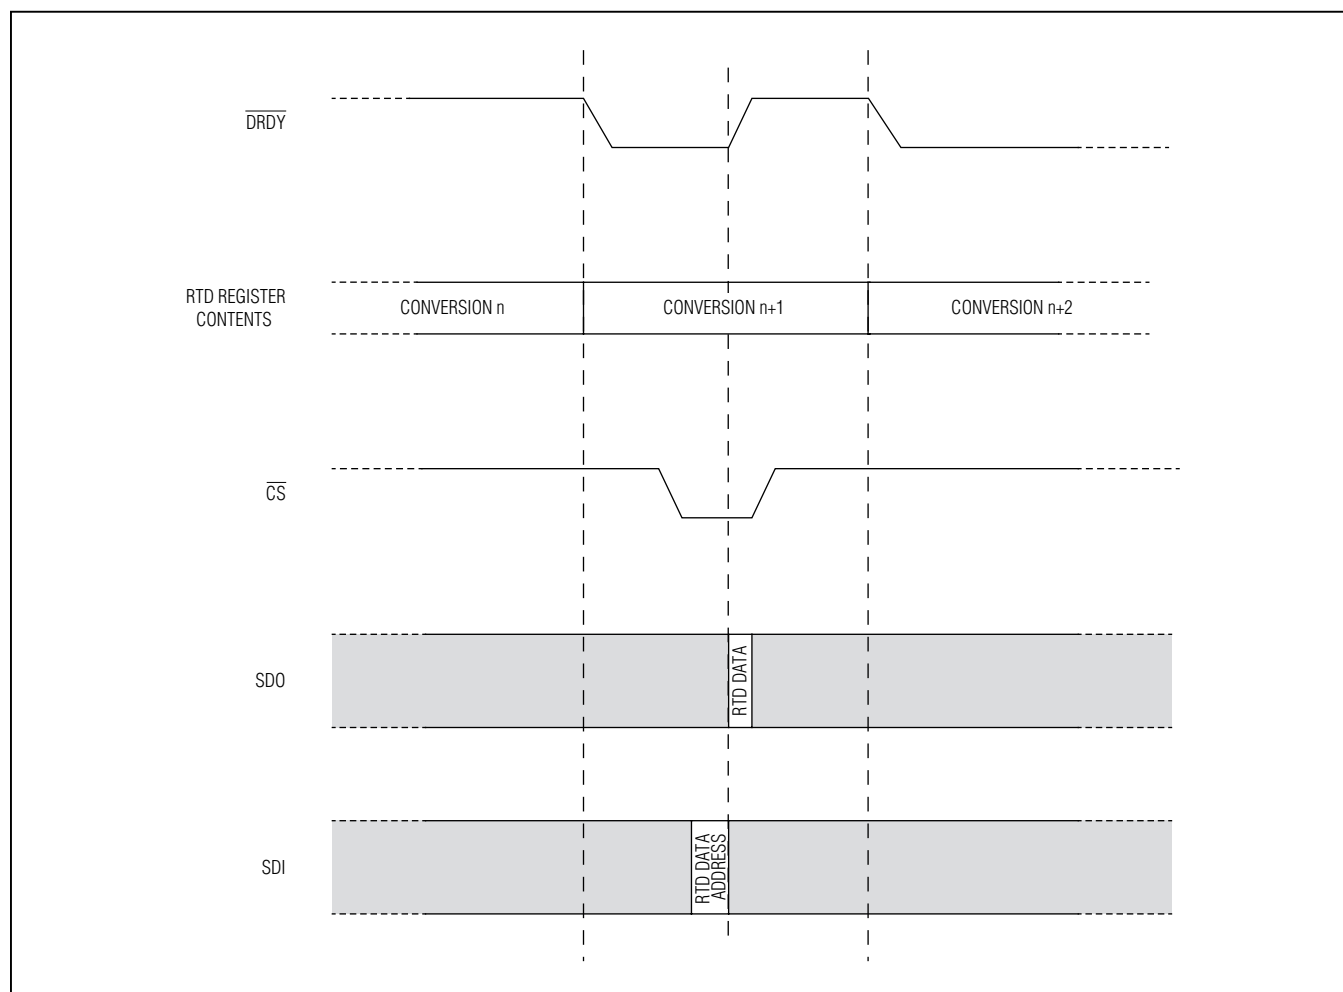 DRDY
RTD REGISTER
CONTENTS
CONVERSION n
CONVERSION n+1
CONVERSION n+2
CS
SDO
RTD DATA
SDI
RTD DATA
ADDRESS